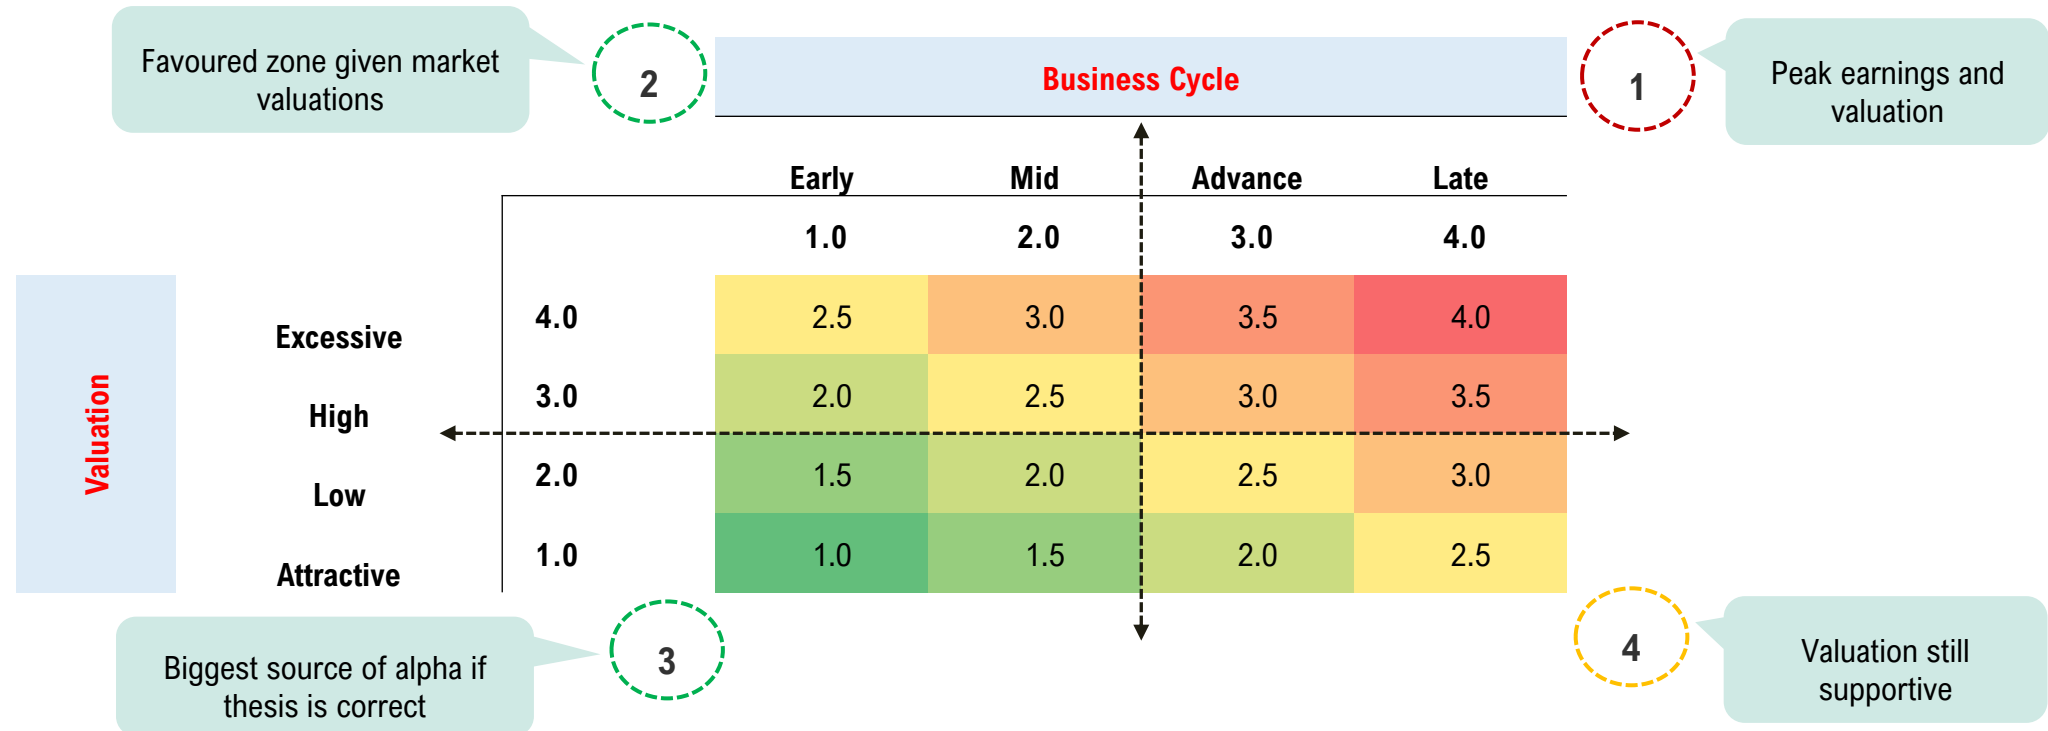 Favoured zone given market
valuations
2
Business Cycle
1
Peak earnings and
valuation
Early Mid Advance Late
1.0 2.0 3.0 4.0
Valuation
Excessive 4.0 2.5 3.0 3.5 4.0
High 3.0 2.0 2.5 3.0 3.5
Low 2.0 1.5 2.0 2.5 3.0
Attractive 1.0 1.0 1.5 2.0 2.5
Biggest source of alpha if
thesis is correct
3
4
Valuation still
supportive